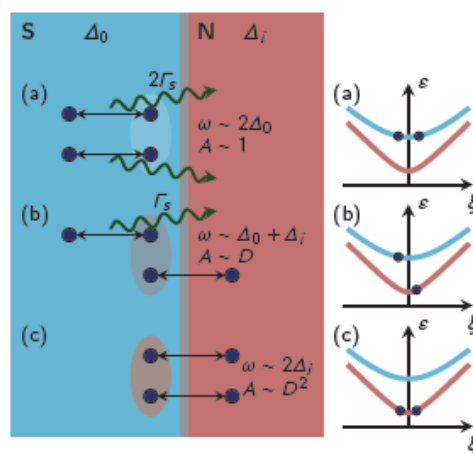 S Δ₀ N Δᵢ
(a) 2Γₛ
ω ~ 2Δ₀
A ~ 1
(b) Γₛ
ω ~ Δ₀ + Δᵢ
A ~ D
(c)
ω ~ 2Δᵢ
A ~ D²
(a) ε
ξ
(b) ε
ξ
(c) ε
ξ